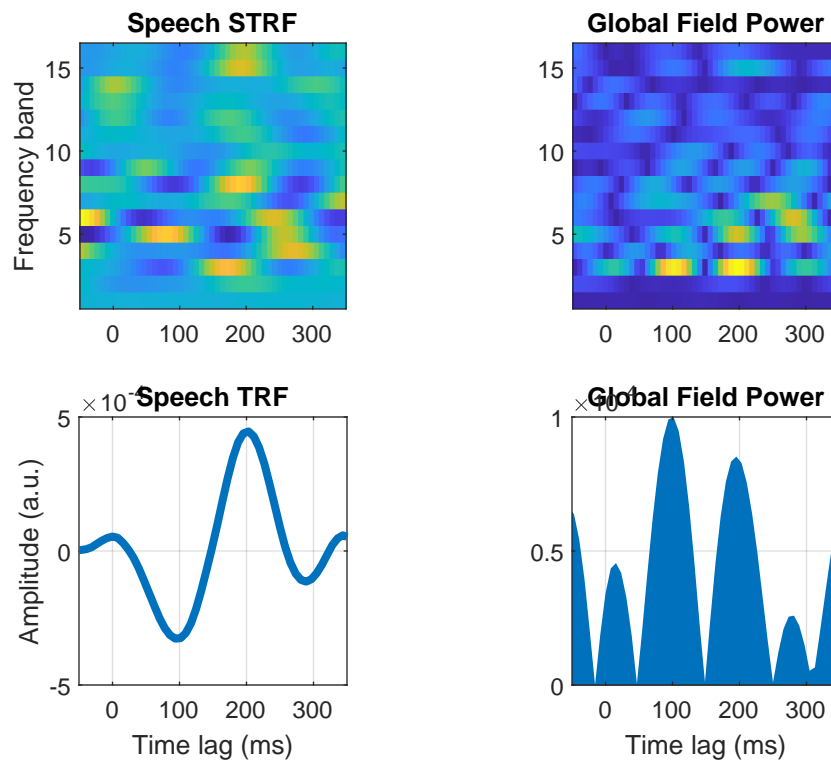 Speech STRF
Global Field Power
Frequency band
15
10
5
0 100 200 300
15
10
5
0 100 200 300
× 10-4
Speech TRF
Amplitude (a.u.)
5
0
-5
0 100 200 300
Time lag (ms)
Global Field Power
1
0.5
0
0 100 200 300
Time lag (ms)